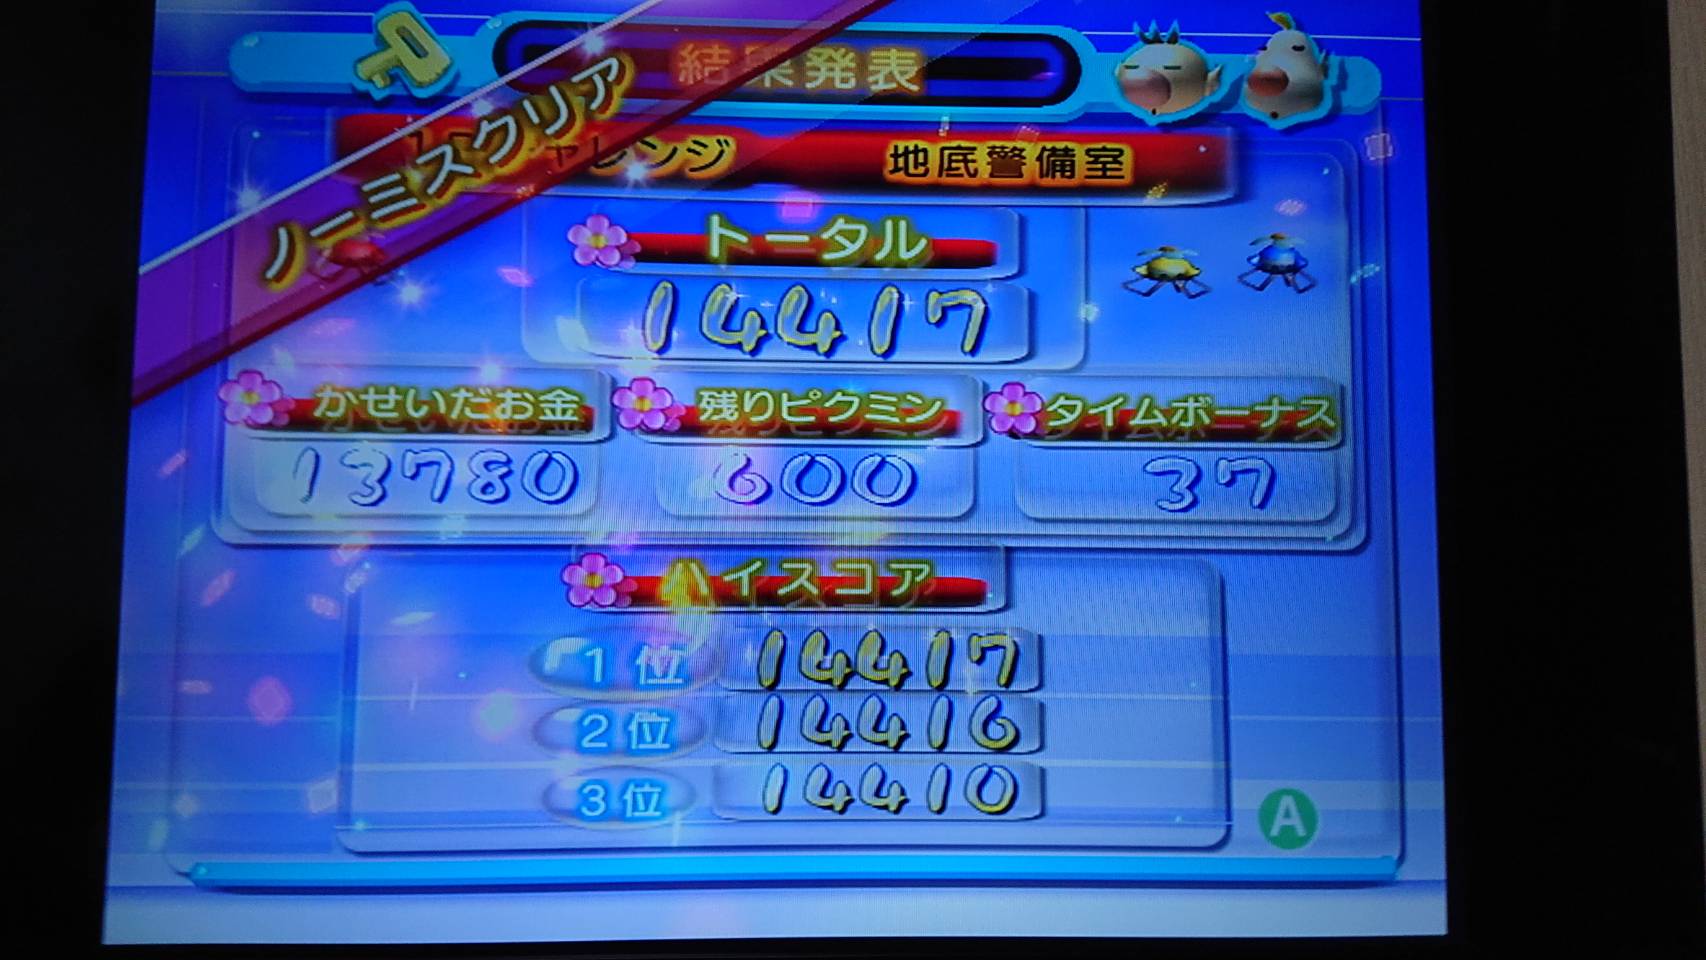 結果発表
ノーミスクリア
チャレンジ 地底警備室
トータル
14417
かせいだお金 残りピクミン タイムボーナス
13780 600 37
ハイスコア
1位 14417
2位 14416
3位 14410
A